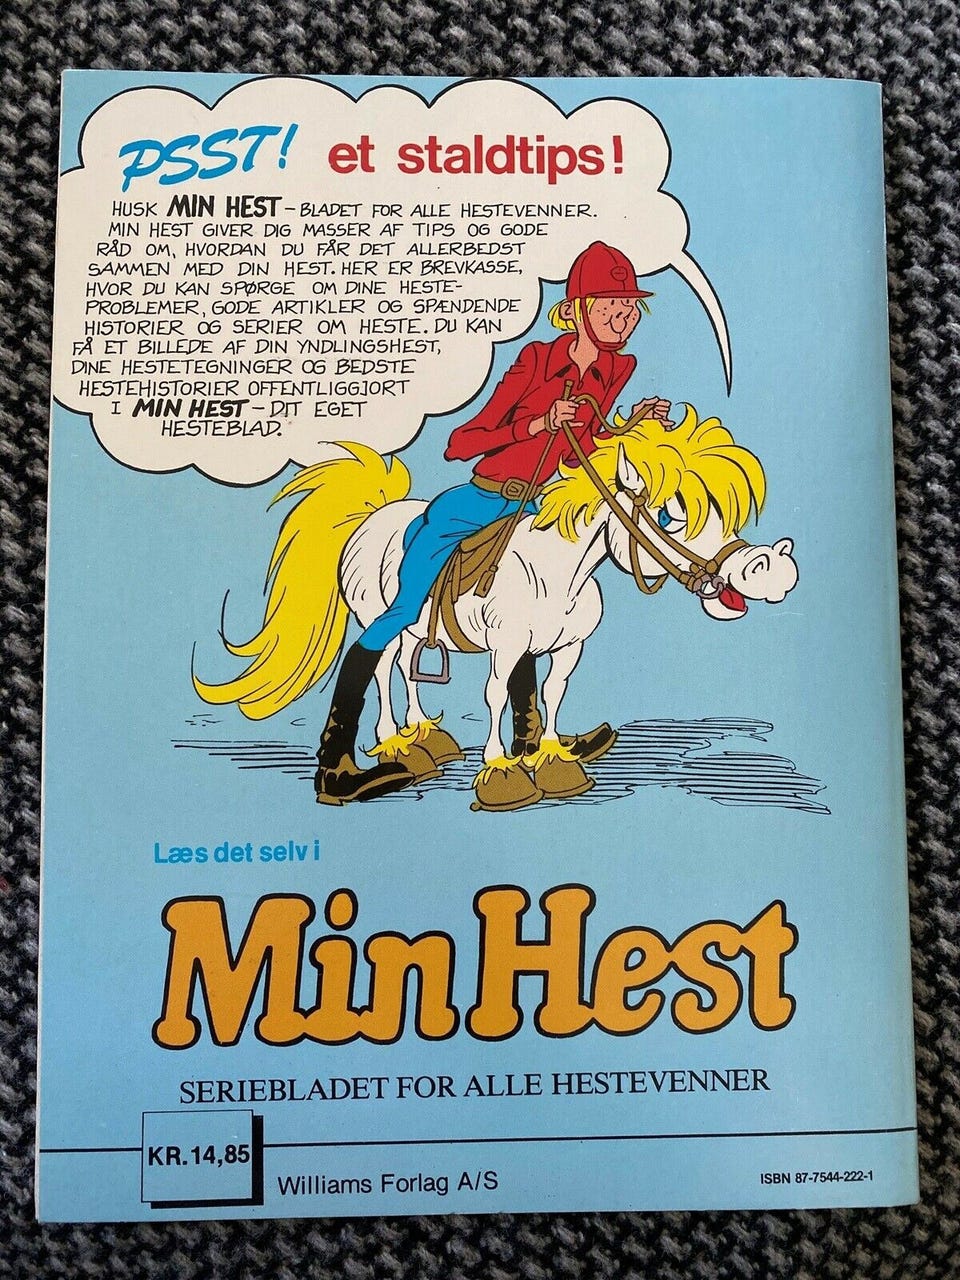 PSST! et staldtips!
HUSK MIN HEST – BLADET FOR ALLE HESTEVENNER.
MIN HEST GIVER DIG MASSER AF TIPS OG GODE
RÅD OM, HVORDAN DU FÅR DET ALLERBEDST
SAMMEN MED DIN HEST. HER ER BREVKASSE,
HVOR DU KAN SPØRGE OM DINE HESTE-
PROBLEMER, GODE ARTIKLER OG SPÆNDENDE
HISTORIER OG SERIER OM HESTE. DU KAN
FÅ ET BILLEDE AF DIN YNDLINGSHEST,
DINE HESTETEGNINGER OG BEDSTE
HESTEHISTORIER OFFENTLIGGJORT
I MIN HEST – DIT EGET
HESTEBLAD.
Læs det selv i
Min Hest
SERIEBLADET FOR ALLE HESTEVENNER
KR. 14,85
Williams Forlag A/S
ISBN 87-7544-222-1